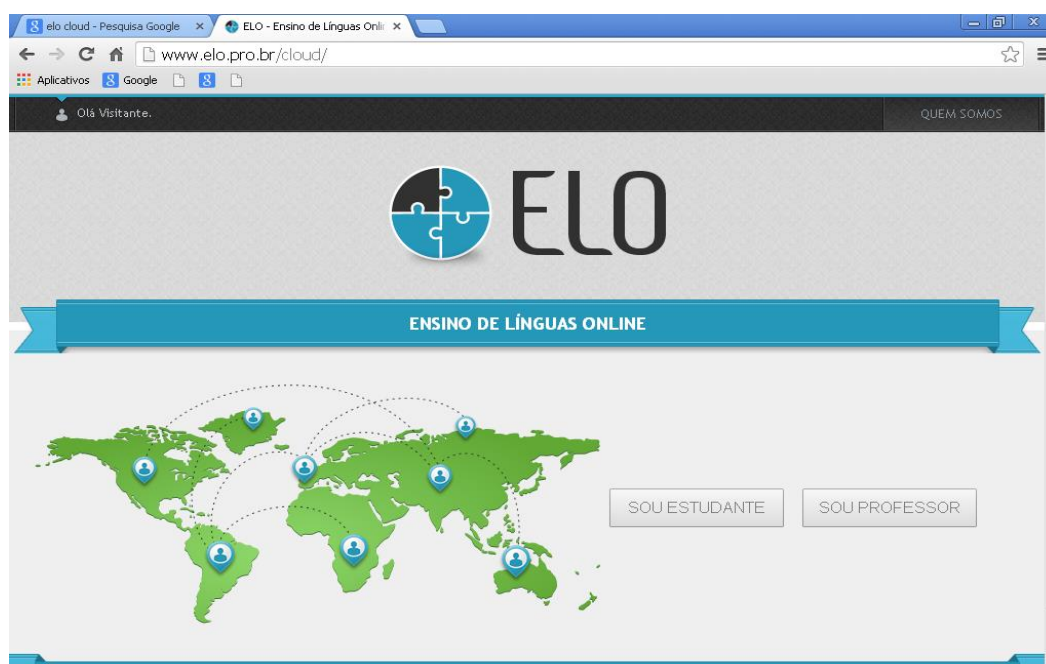 elo cloud - Pesquisa Google
ELO - Ensino de Línguas Onli
www.elo.pro.br/cloud/
Aplicativos Google
Olá Visitante.
QUEM SOMOS
ELO
ENSINO DE LÍNGUAS ONLINE
SOU ESTUDANTE SOU PROFESSOR